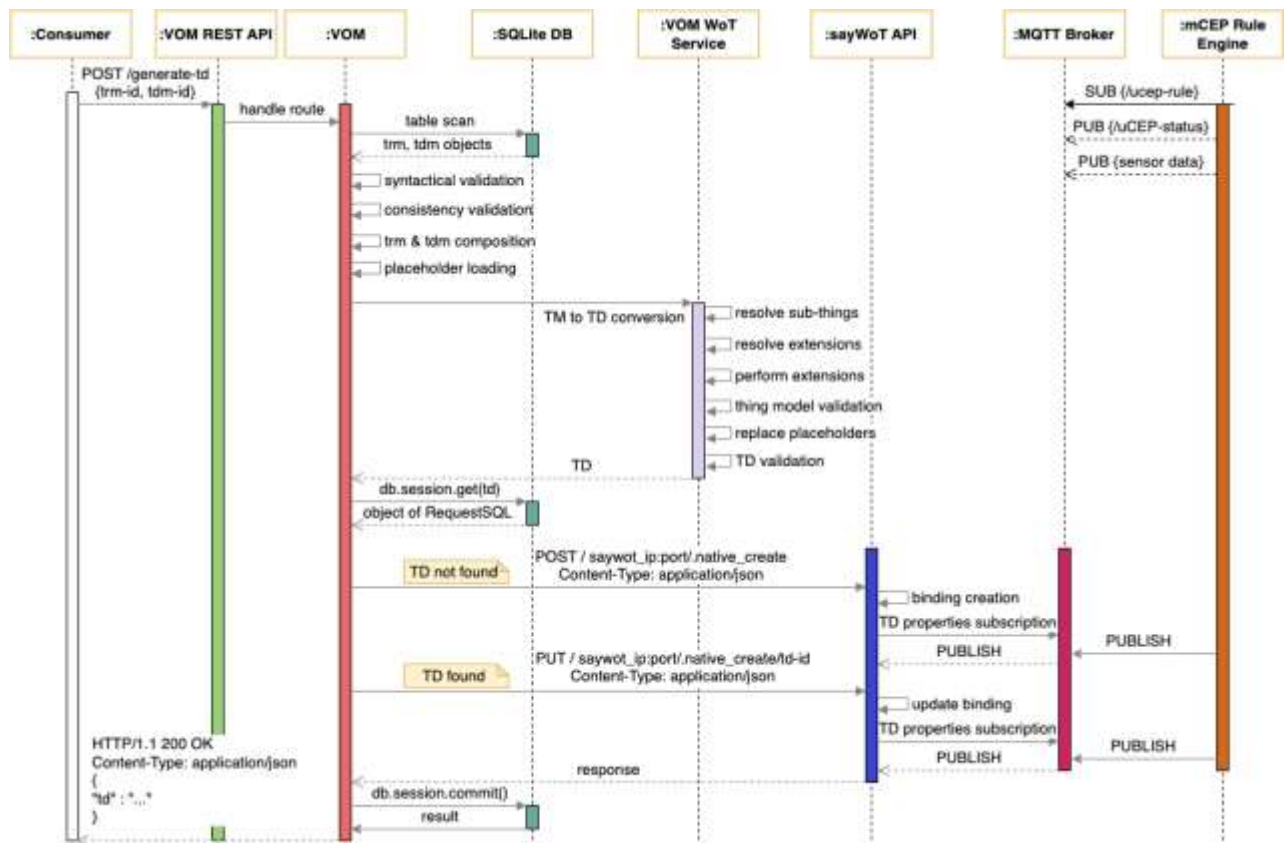 :Consumer
:VOM REST API
:VOM
:SQLite DB
:VOM WoT
Service
:sayWoT API
:MQTT Broker
:mCEP Rule
Engine
POST /generate-td
{trm-id, tdm-id}
handle route
table scan
trm, tdm objects
SUB {/ucep-rule}
PUB {/uCEP-status}
PUB {sensor data}
syntactical validation
consistency validation
trm & tdm composition
placeholder loading
TM to TD conversion
resolve sub-things
resolve extensions
perform extensions
thing model validation
replace placeholders
TD validation
TD
db.session.get(td)
object of RequestSQL
TD not found
POST / saywot_ip:port/.native_create
Content-Type: application/json
binding creation
TD properties subscription
PUBLISH
PUBLISH
TD found
PUT / saywot_ip:port/.native_create/td-id
Content-Type: application/json
update binding
TD properties subscription
PUBLISH
PUBLISH
response
HTTP/1.1 200 OK
Content-Type: application/json
{
"td" : "..."
}
db.session.commit()
result